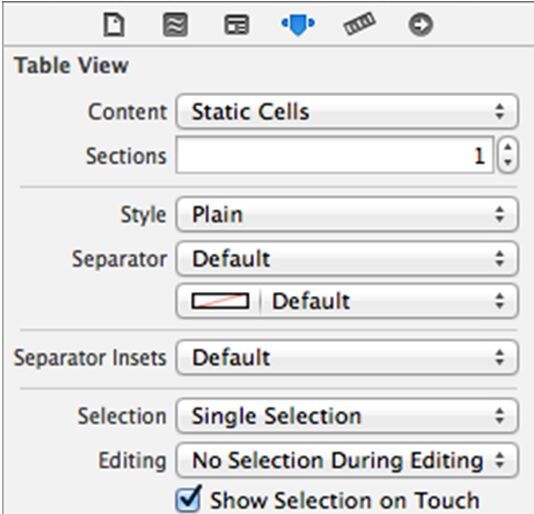 Table View
Content Static Cells
Sections 1
Style Plain
Separator Default
Default
Separator Insets Default
Selection Single Selection
Editing No Selection During Editing
Show Selection on Touch